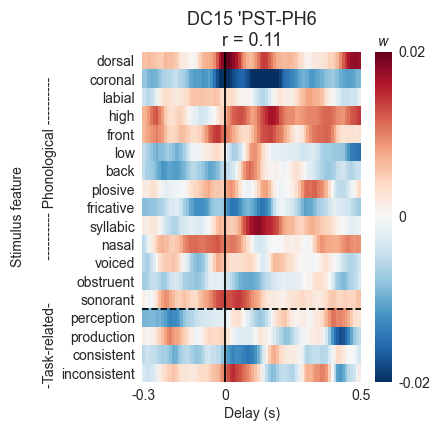 DC15 'PST-PH6
r = 0.11
w
dorsal
coronal
labial
high
front
low
back
plosive
fricative
syllabic
nasal
voiced
obstruent
sonorant
perception
production
consistent
inconsistent
Stimulus feature
-Task-related- ---------- Phonological ----------
0.02
0
-0.02
-0.3 0 0.5
Delay (s)